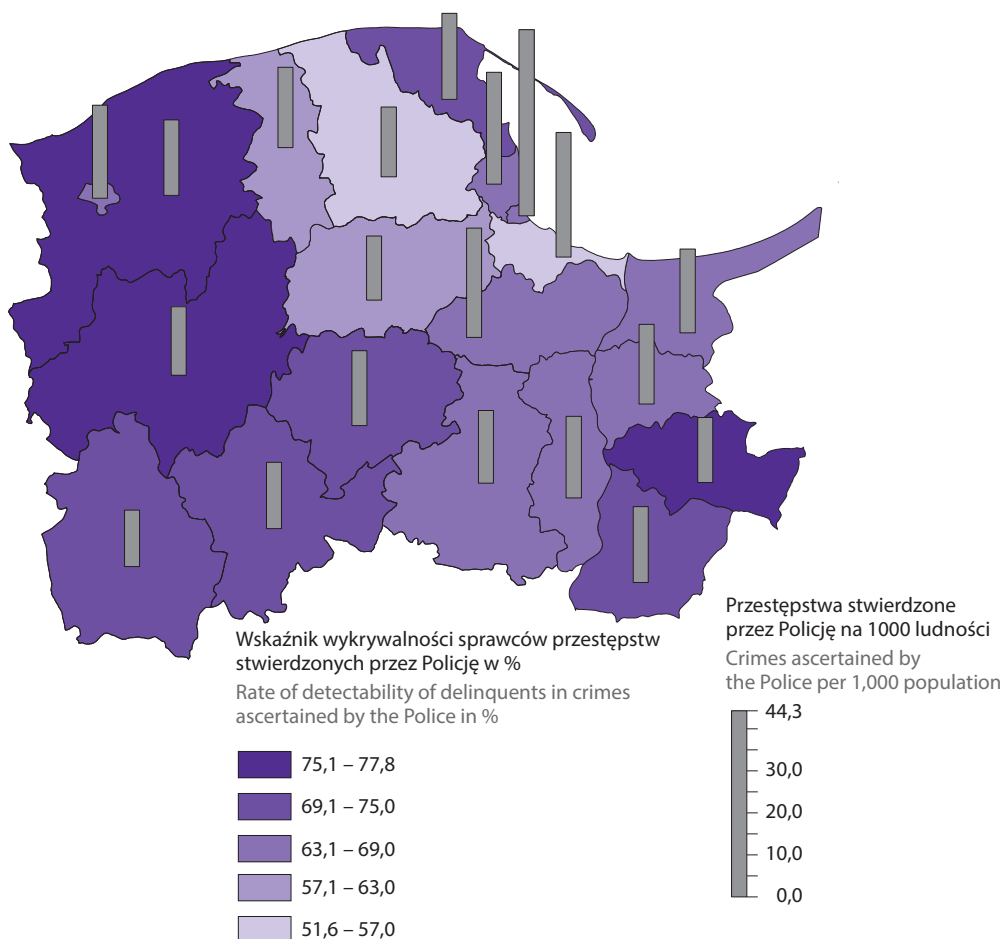 Wskaźnik wykrywalności sprawców przestępstw
stwierdzonych przez Policję w %
Rate of detectability of delinquents in crimes
ascertained by the Police in %
75,1 – 77,8
69,1 – 75,0
63,1 – 69,0
57,1 – 63,0
51,6 – 57,0
Przestępstwa stwierdzone
przez Policję na 1000 ludności
Crimes ascertained by
the Police per 1,000 population
44,3
30,0
20,0
10,0
0,0